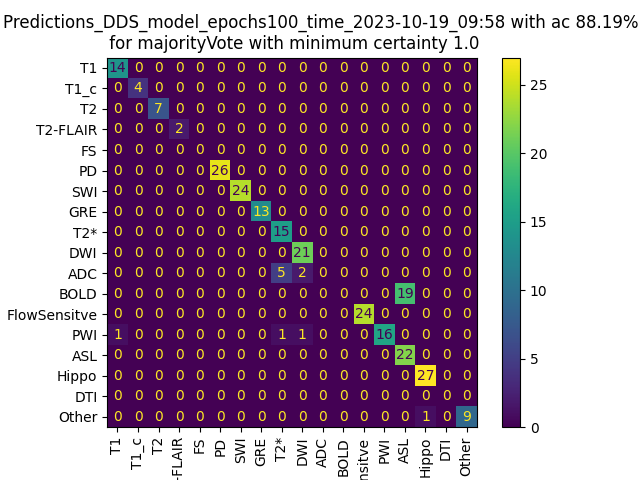 Predictions_DDS_model_epochs100_time_2023-10-19_09:58 with ac 88.19%
for majorityVote with minimum certainty 1.0
T1 14 0 0 0 0 0 0 0 0 0 0 0 0 0 0 0 0 0
T1_c 0 4 0 0 0 0 0 0 0 0 0 0 0 0 0 0 0 0
T2 0 0 7 0 0 0 0 0 0 0 0 0 0 0 0 0 0 0
T2-FLAIR 0 0 0 2 0 0 0 0 0 0 0 0 0 0 0 0 0 0
FS 0 0 0 0 0 0 0 0 0 0 0 0 0 0 0 0 0 0
PD 0 0 0 0 0 26 0 0 0 0 0 0 0 0 0 0 0 0
SWI 0 0 0 0 0 0 24 0 0 0 0 0 0 0 0 0 0 0
GRE 0 0 0 0 0 0 0 13 0 0 0 0 0 0 0 0 0 0
T2* 0 0 0 0 0 0 0 0 15 0 0 0 0 0 0 0 0 0
DWI 0 0 0 0 0 0 0 0 0 21 0 0 0 0 0 0 0 0
ADC 0 0 0 0 0 0 0 0 5 2 0 0 0 0 0 0 0 0
BOLD 0 0 0 0 0 0 0 0 0 0 0 0 0 0 19 0 0 0
FlowSensitve 0 0 0 0 0 0 0 0 0 0 0 0 24 0 0 0 0 0
PWI 1 0 0 0 0 0 0 0 1 1 0 0 0 16 0 0 0 0
ASL 0 0 0 0 0 0 0 0 0 0 0 0 0 0 22 0 0 0
Hippo 0 0 0 0 0 0 0 0 0 0 0 0 0 0 0 27 0 0
DTI 0 0 0 0 0 0 0 0 0 0 0 0 0 0 0 0 0 0
Other 0 0 0 0 0 0 0 0 0 0 0 0 0 0 0 1 0 9
T1 T1_c T2 -FLAIR FS PD SWI GRE T2* DWI ADC BOLD nsitve PWI ASL Hippo DTI Other
25
20
15
10
5
0